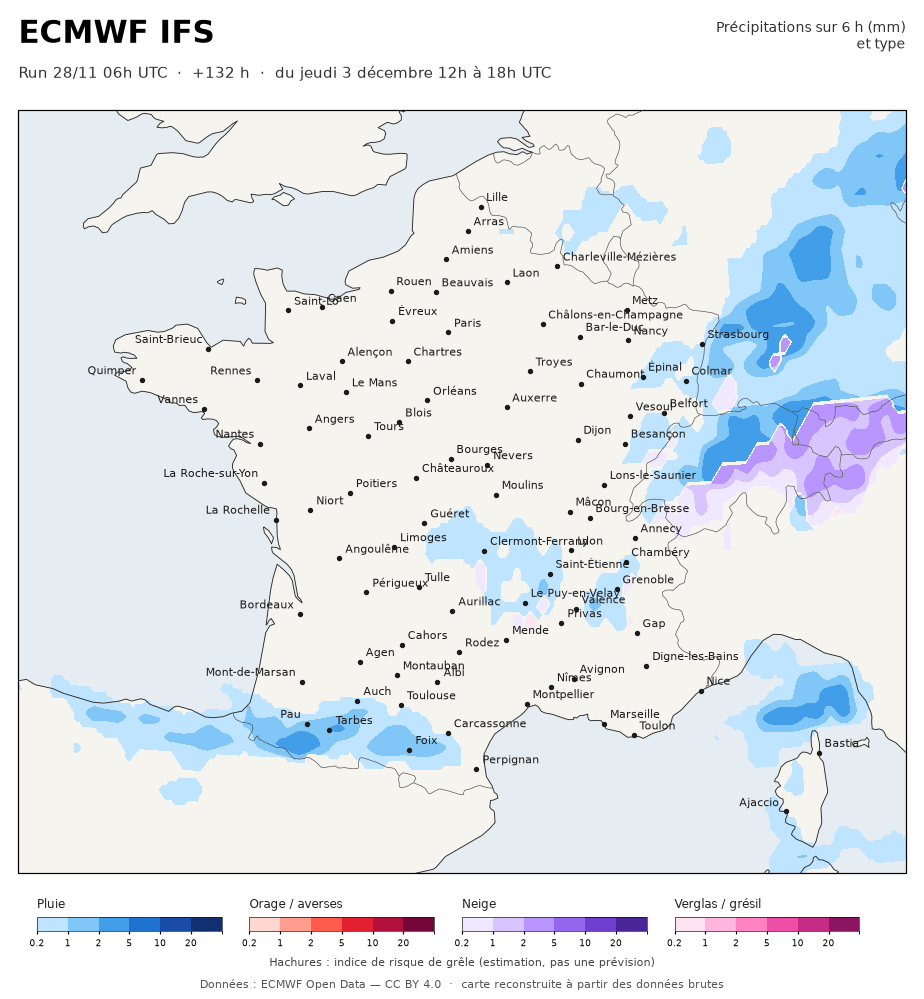 ECMWF IFS
Précipitations sur 6 h (mm)
et type
Run 28/11 06h UTC · +132 h · du jeudi 3 décembre 12h à 18h UTC
Lille
Arras
Amiens
Charleville-Mézières
Laon
Rouen
Beauvais
Saint-Lô
Caen
Metz
Évreux
Châlons-en-Champagne
Paris
Bar-le-Duc
Nancy
Strasbourg
Saint-Brieuc
Alençon
Chartres
Troyes
Quimper
Rennes
Laval
Chaumont
Épinal
Colmar
Le Mans
Orléans
Vannes
Auxerre
Vesoul
Belfort
Blois
Angers
Tours
Nantes
Dijon
Besançon
Bourges
Nevers
La Roche-sur-Yon
Châteauroux
Lons-le-Saunier
Poitiers
Moulins
Niort
Mâcon
La Rochelle
Guéret
Bourg-en-Bresse
Annecy
Limoges
Clermont-Ferrand
Lyon
Angoulême
Chambéry
Saint-Étienne
Périgueux
Tulle
Grenoble
Le Puy-en-Velay
Bordeaux
Aurillac
Valence
Privas
Cahors
Rodez
Mende
Gap
Agen
Digne-les-Bains
Mont-de-Marsan
Montauban
Albi
Nîmes
Avignon
Nice
Auch
Toulouse
Montpellier
Pau
Tarbes
Carcassonne
Marseille
Toulon
Foix
Bastia
Perpignan
Ajaccio
Pluie
Orage / averses
Neige
Verglas / grésil
0.2 1 2 5 10 20
0.2 1 2 5 10 20
0.2 1 2 5 10 20
0.2 1 2 5 10 20
Hachures : indice de risque de grêle (estimation, pas une prévision)
Données : ECMWF Open Data — CC BY 4.0 · carte reconstruite à partir des données brutes